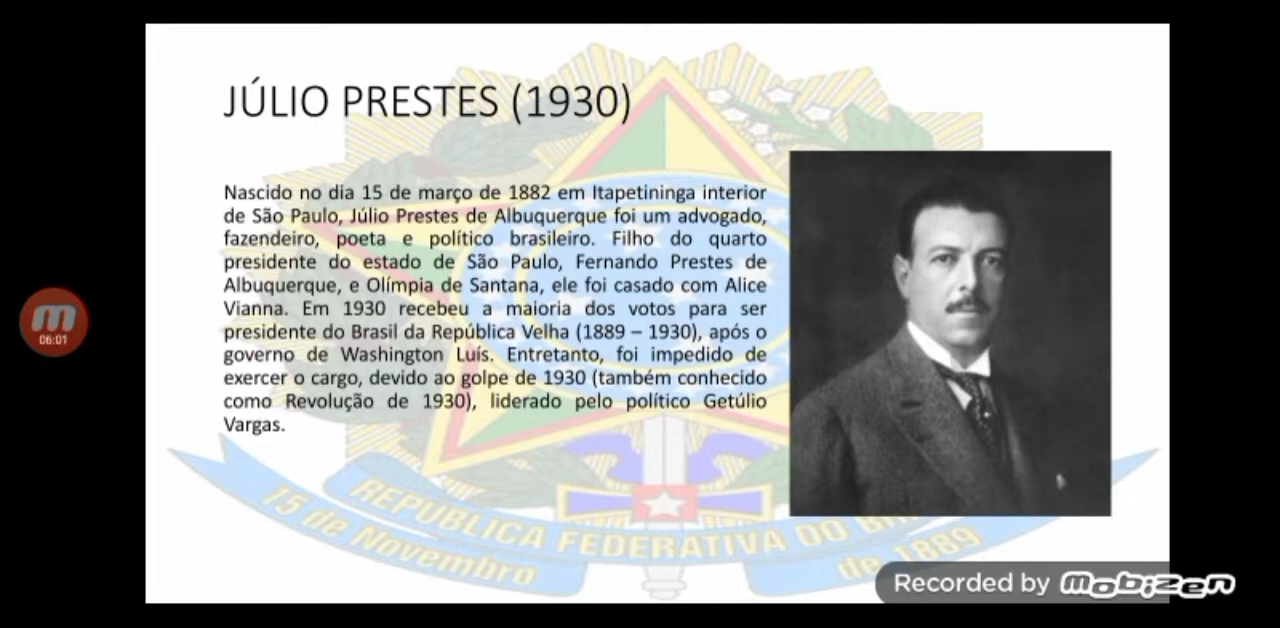 JÚLIO PRESTES (1930)
Nascido no dia 15 de março de 1882 em Itapetininga interior
de São Paulo, Júlio Prestes de Albuquerque foi um advogado,
fazendeiro, poeta e político brasileiro. Filho do quarto
presidente do estado de São Paulo, Fernando Prestes de
Albuquerque, e Olímpia de Santana, ele foi casado com Alice
Vianna. Em 1930 recebeu a maioria dos votos para ser
presidente do Brasil da República Velha (1889 – 1930), após o
governo de Washington Luís. Entretanto, foi impedido de
exercer o cargo, devido ao golpe de 1930 (também conhecido
como Revolução de 1930), liderado pelo político Getúlio
Vargas.
06:01
REPUBLICA FEDERATIVA DO
15 de Novembro
de 1889
Recorded by Mobizen